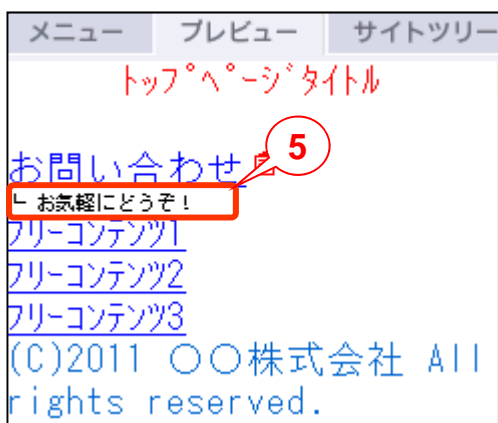 メニュー プレビュー サイトツリー
トップページタイトル
お問い合わせ
5
└ お気軽にどうぞ!
フリーコンテンツ1
フリーコンテンツ2
フリーコンテンツ3
(C)2011 〇〇株式会社 All
rights reserved.